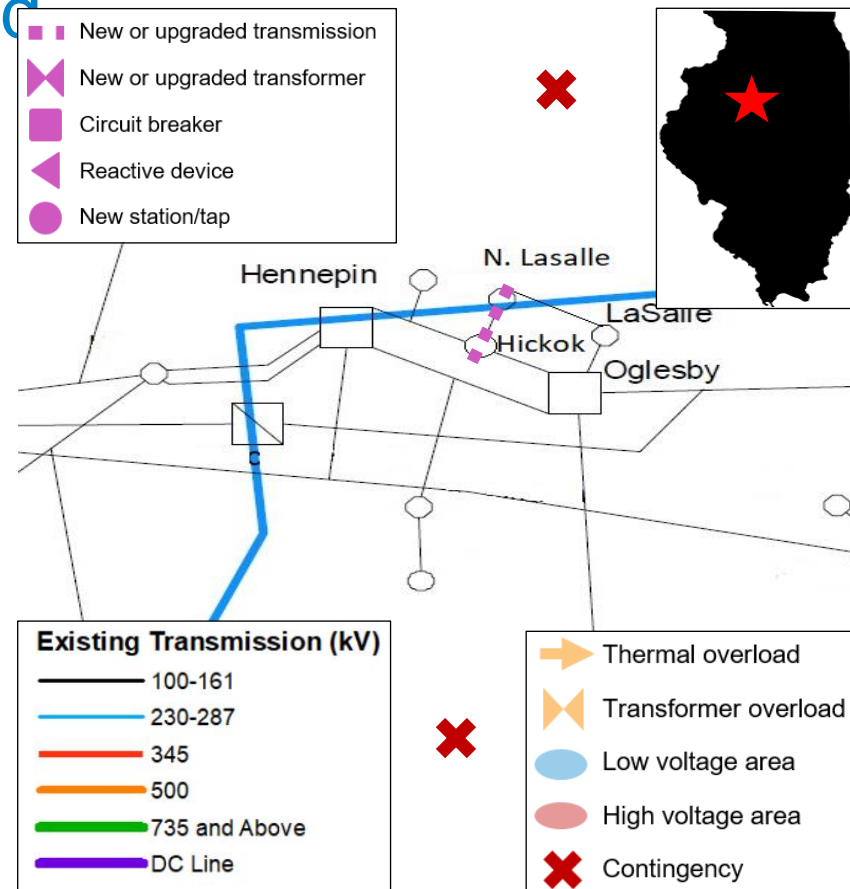 New or upgraded transmission
New or upgraded transformer
Circuit breaker
Reactive device
New station/tap
N. Lasalle
Hennepin
LaSalle
Hickok
Oglesby
C
Existing Transmission (kV)
100-161
230-287
345
500
735 and Above
DC Line
Thermal overload
Transformer overload
Low voltage area
High voltage area
Contingency